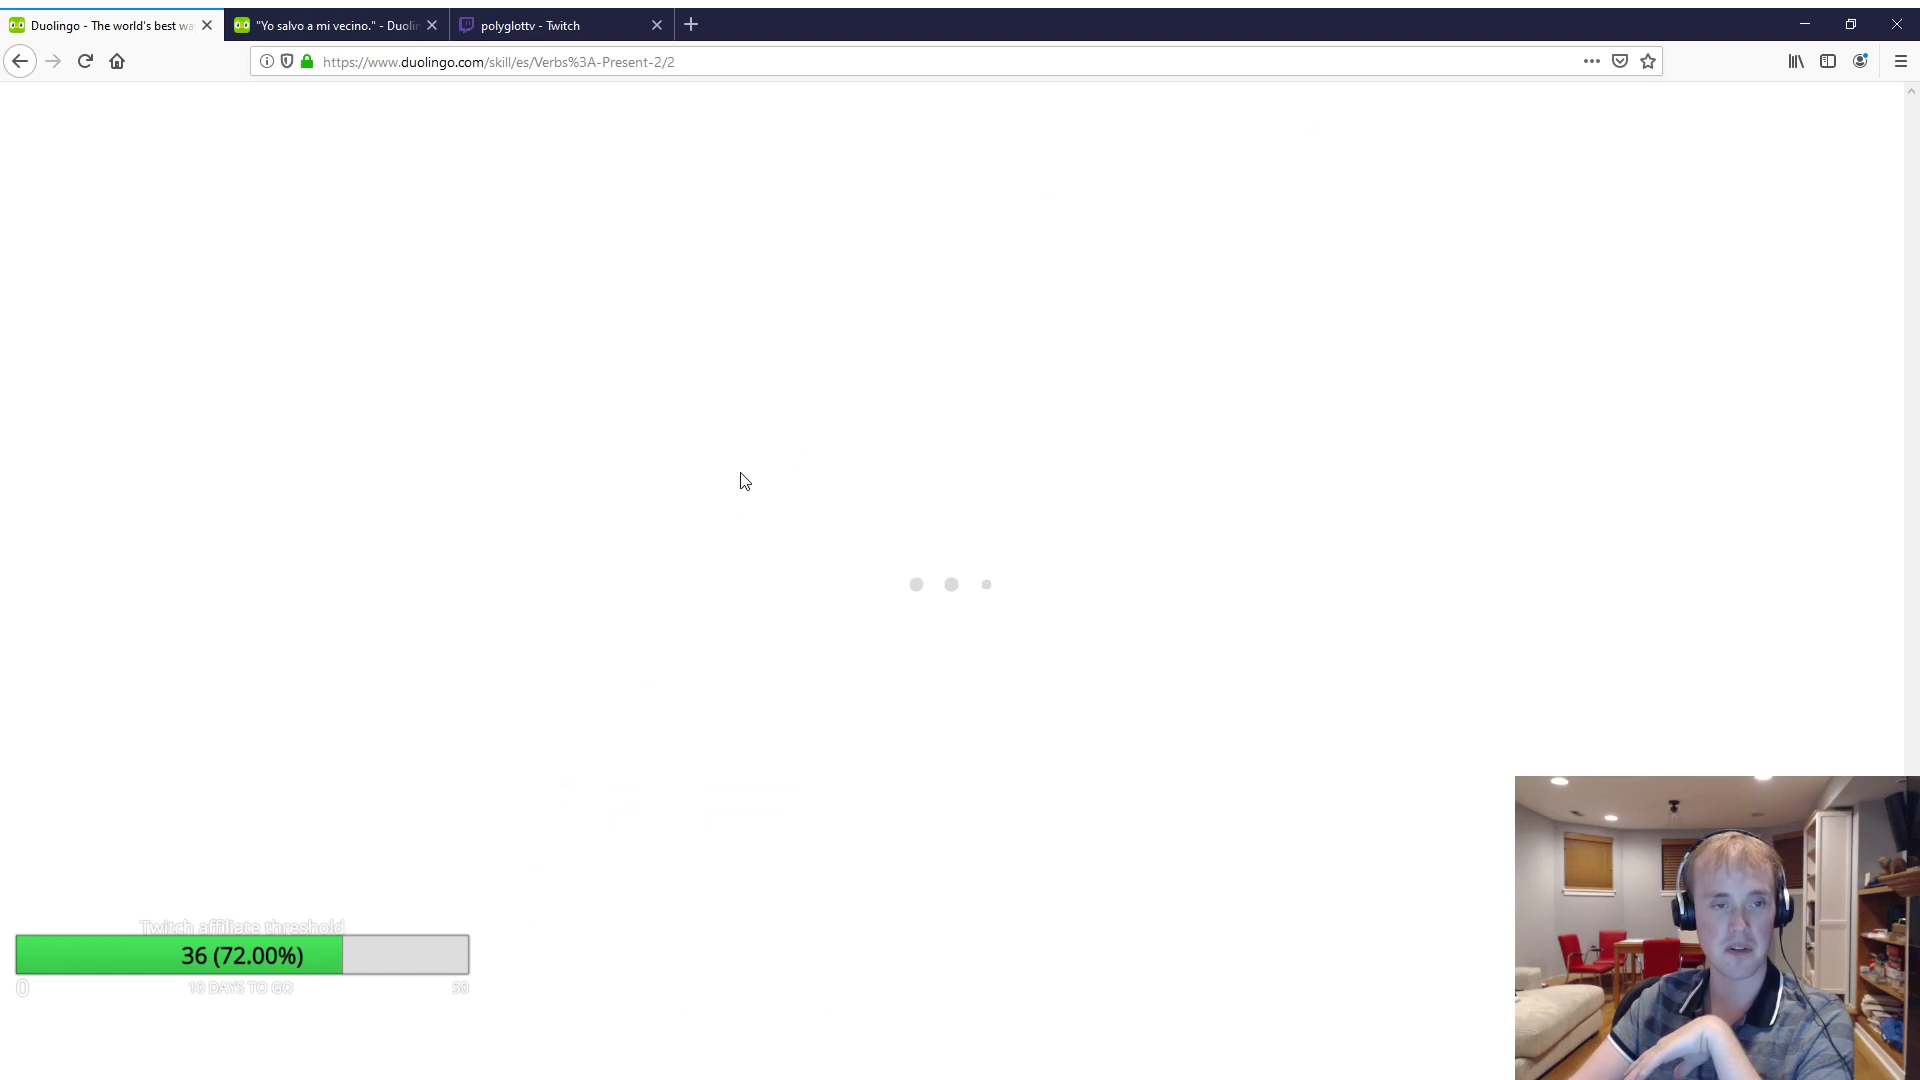 Duolingo - The world's best wa
"Yo salvo a mi vecino." - Duolin
polyglottv - Twitch
https://www.duolingo.com/skill/es/Verbs%3A-Present-2/2
Twitch affiliate threshold
36 (72.00%)
0
10 DAYS TO GO
50